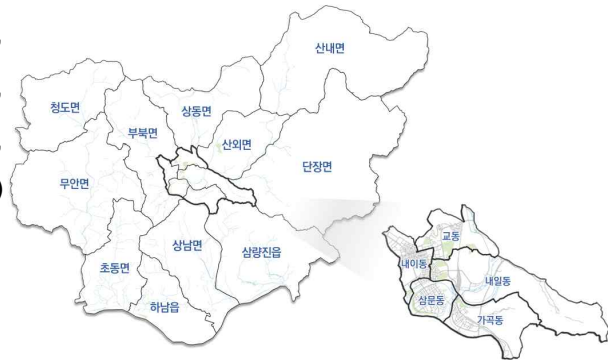 산내면
청도면
상동면
부북면
산외면
단장면
무안면
상남면
삼랑진읍
초동면
하남읍
교동
내이동
내일동
삼문동
가곡동